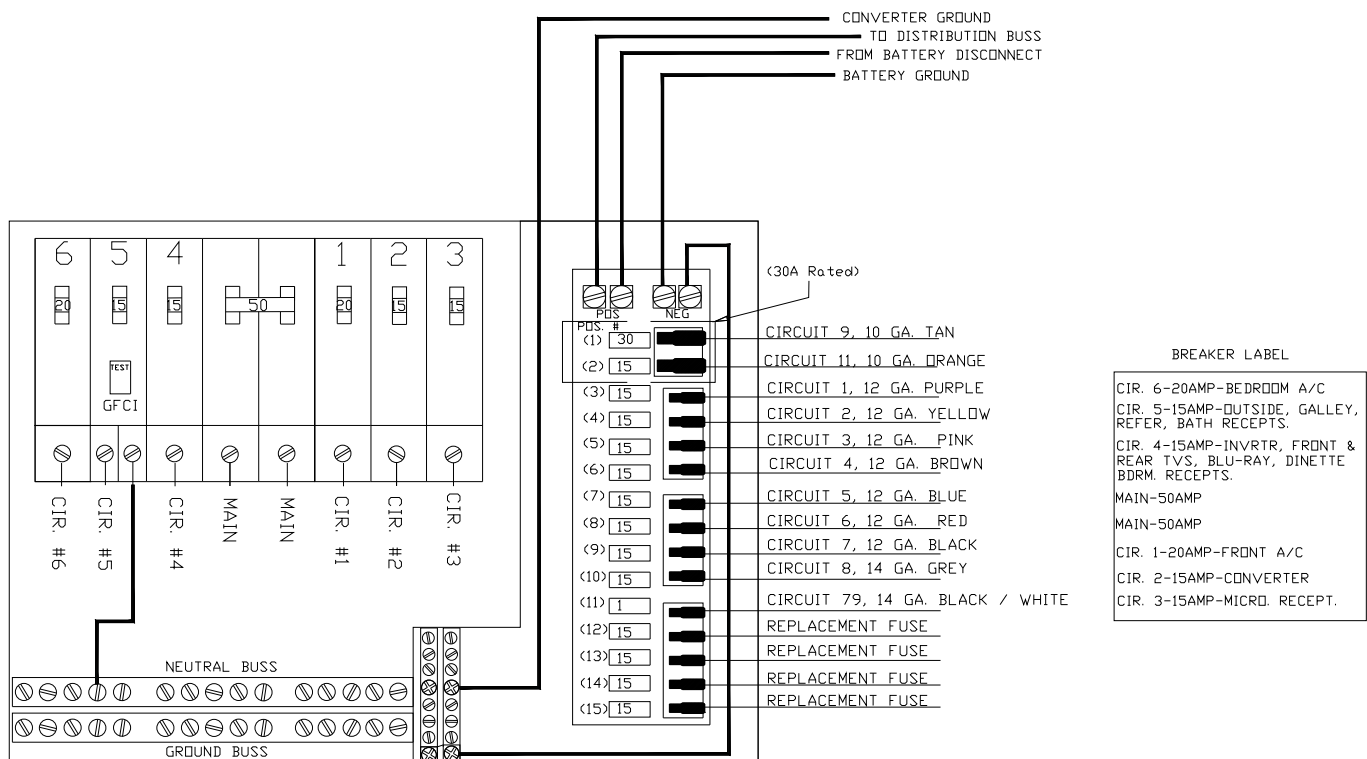 CONVERTER GROUND
TO DISTRIBUTION BUSS
FROM BATTERY DISCONNECT
BATTERY GROUND
6 5 4 1 2 3
20 15 15 50 20 15 15
TEST
GFCI
CIR. #6
CIR. #5
CIR. #4
MAIN
MAIN
CIR. #1
CIR. #2
CIR. #3
NEUTRAL BUSS
GROUND BUSS
(30A Rated)
POS NEG
POS. #
(1) 30 CIRCUIT 9, 10 GA. TAN
(2) 15 CIRCUIT 11, 10 GA. ORANGE
(3) 15 CIRCUIT 1, 12 GA. PURPLE
(4) 15 CIRCUIT 2, 12 GA. YELLOW
(5) 15 CIRCUIT 3, 12 GA. PINK
(6) 15 CIRCUIT 4, 12 GA. BROWN
(7) 15 CIRCUIT 5, 12 GA. BLUE
(8) 15 CIRCUIT 6, 12 GA. RED
(9) 15 CIRCUIT 7, 12 GA. BLACK
(10) 15 CIRCUIT 8, 14 GA. GREY
(11) 1 CIRCUIT 79, 14 GA. BLACK / WHITE
(12) 15 REPLACEMENT FUSE
(13) 15 REPLACEMENT FUSE
(14) 15 REPLACEMENT FUSE
(15) 15 REPLACEMENT FUSE
BREAKER LABEL
CIR. 6-20AMP-BEDROOM A/C
CIR. 5-15AMP-OUTSIDE, GALLEY,
REFER, BATH RECEPTS.
CIR. 4-15AMP-INVRTR, FRONT &
REAR TVS, BLU-RAY, DINETTE
BDRM. RECEPTS.
MAIN-50AMP
MAIN-50AMP
CIR. 1-20AMP-FRONT A/C
CIR. 2-15AMP-CONVERTER
CIR. 3-15AMP-MICRO. RECEPT.